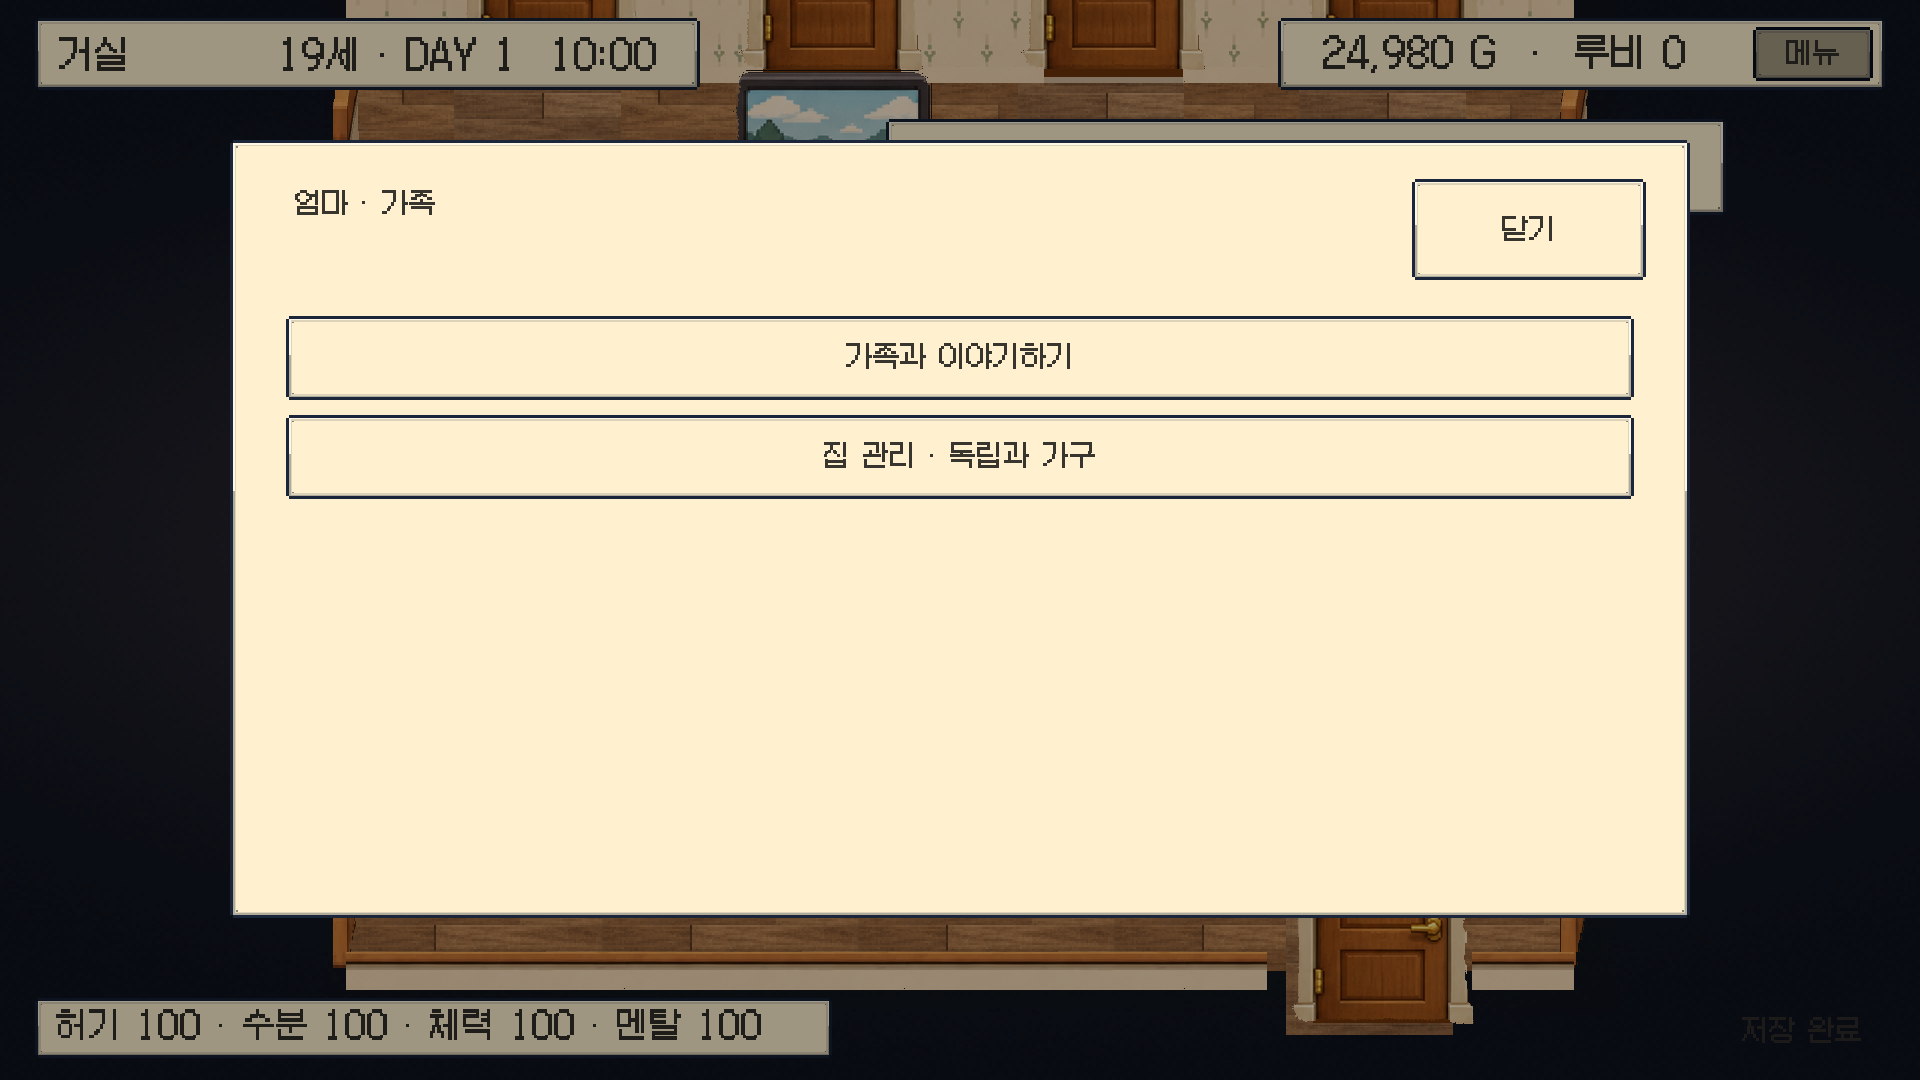 거실 19세 · DAY 1 10:00
24,980 G · 루비 0
메뉴
엄마 · 가족
닫기
가족과 이야기하기
집 관리 · 독립과 가구
허기 100 · 수분 100 · 체력 100 · 멘탈 100
저장 완료